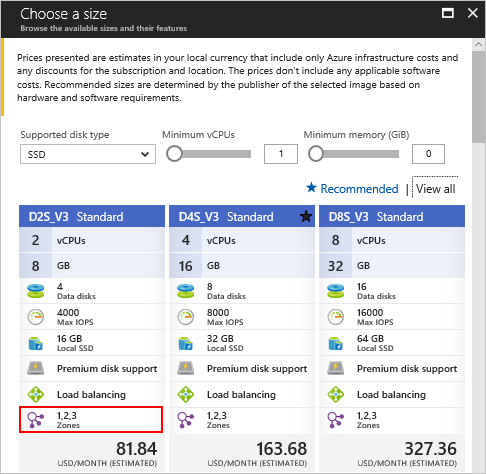 Choose a size
Browse the available sizes and their features
Prices presented are estimates in your local currency that include only Azure infrastructure costs and
any discounts for the subscription and location. The prices don't include any applicable software
costs. Recommended sizes are determined by the publisher of the selected image based on
hardware and software requirements.
Supported disk type
Minimum vCPUs
Minimum memory (GiB)
SSD
1
0
★ Recommended | View all
D2S_V3 Standard
2 vCPUs
8 GB
4
Data disks
4000
Max IOPS
16 GB
Local SSD
Premium disk support
Load balancing
1,2,3
Zones
81.84
USD/MONTH (ESTIMATED)
D4S_V3 Standard ★
4 vCPUs
16 GB
8
Data disks
8000
Max IOPS
32 GB
Local SSD
Premium disk support
Load balancing
1,2,3
Zones
163.68
USD/MONTH (ESTIMATED)
D8S_V3 Standard
8 vCPUs
32 GB
16
Data disks
16000
Max IOPS
64 GB
Local SSD
Premium disk support
Load balancing
1,2,3
Zones
327.36
USD/MONTH (ESTIMATED)